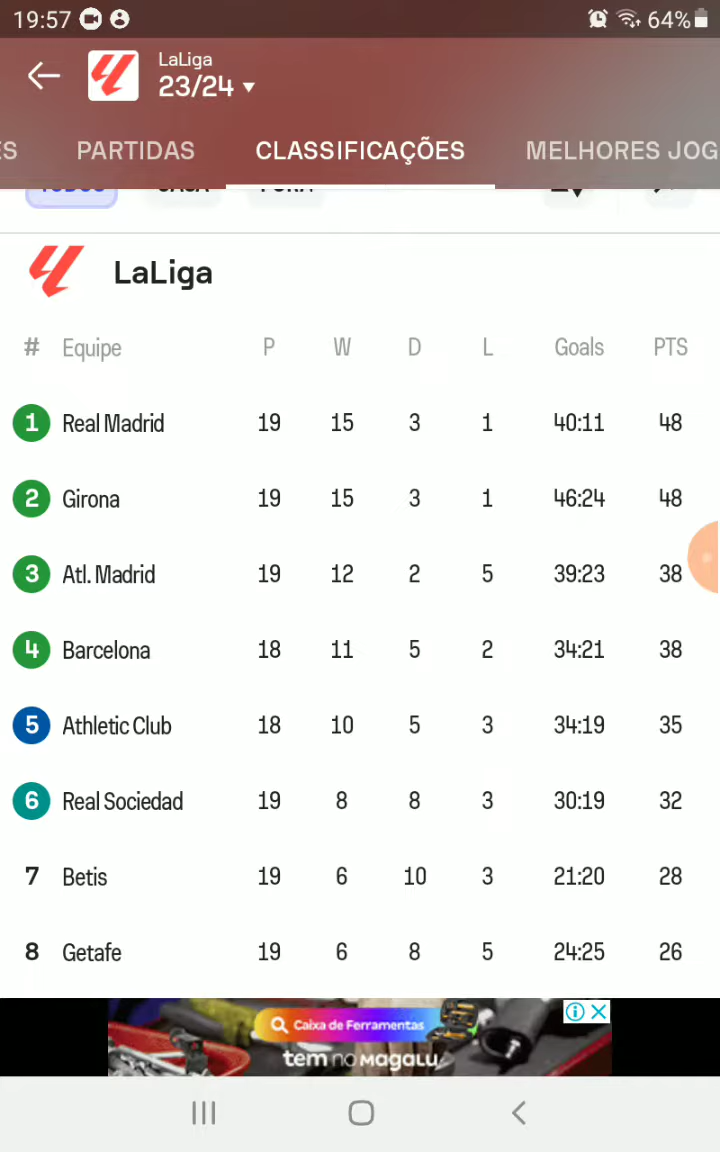 19:57 64%
LaLiga
23/24
ES PARTIDAS CLASSIFICAÇÕES MELHORES JOG
TODOS CASA FORA
LaLiga
# Equipe P W D L Goals PTS
1 Real Madrid 19 15 3 1 40:11 48
2 Girona 19 15 3 1 46:24 48
3 Atl. Madrid 19 12 2 5 39:23 38
4 Barcelona 18 11 5 2 34:21 38
5 Athletic Club 18 10 5 3 34:19 35
6 Real Sociedad 19 8 8 3 30:19 32
7 Betis 19 6 10 3 21:20 28
8 Getafe 19 6 8 5 24:25 26
Caixa de Ferramentas
tem no Magalu